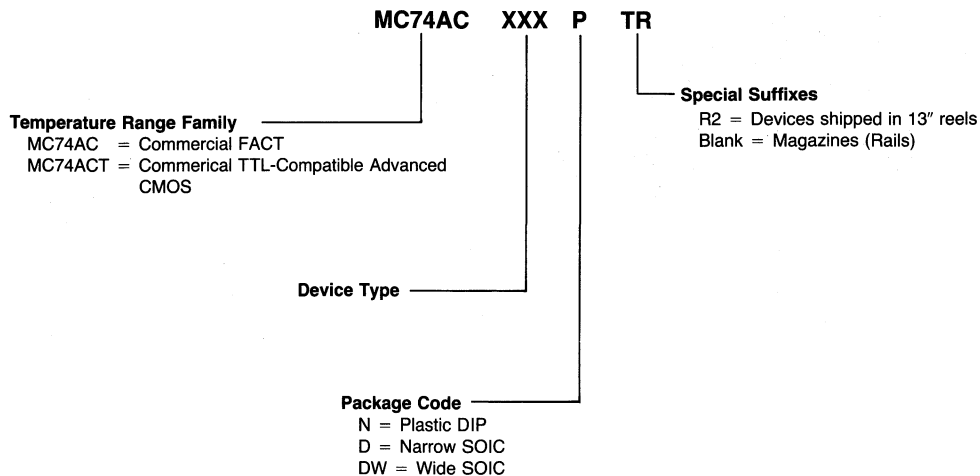 MC74AC XXX P TR
Special Suffixes
R2 = Devices shipped in 13" reels
Blank = Magazines (Rails)
Temperature Range Family
MC74AC = Commercial FACT
MC74ACT = Commerical TTL-Compatible Advanced
CMOS
Device Type
Package Code
N = Plastic DIP
D = Narrow SOIC
DW = Wide SOIC